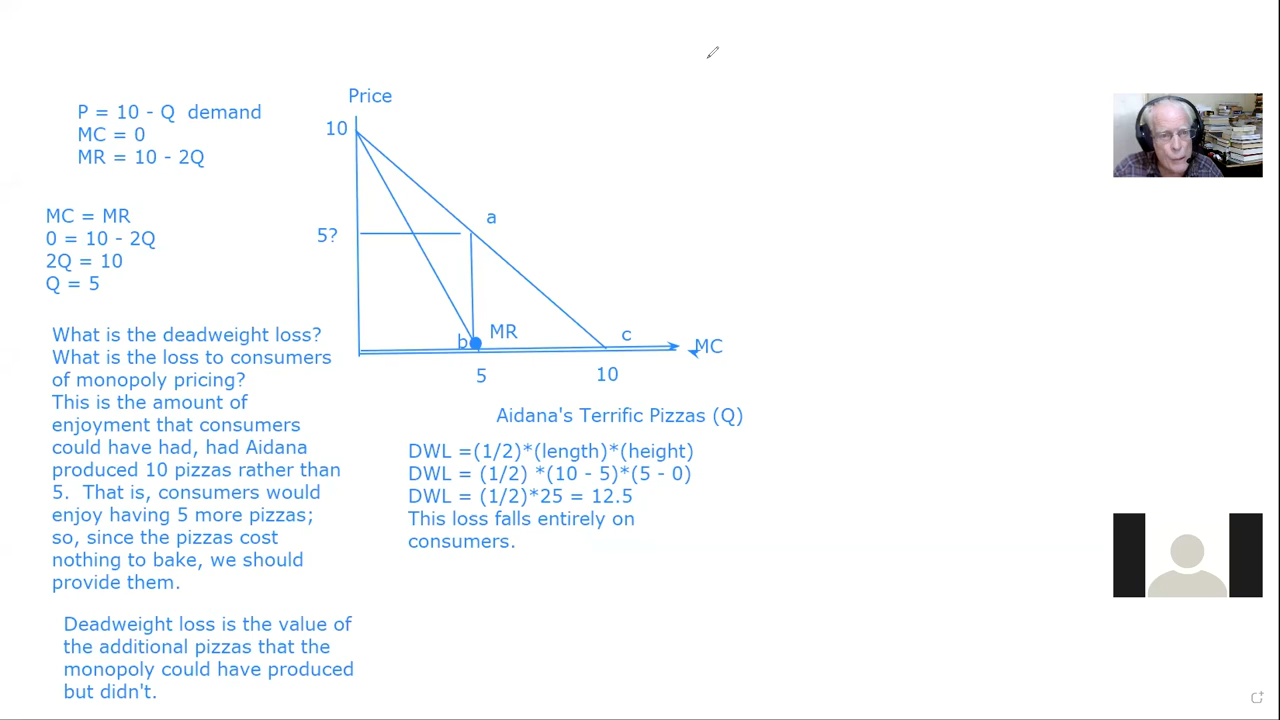 P = 10 - Q  demand
MC = 0
MR = 10 - 2Q
MC = MR
0 = 10 - 2Q
2Q = 10
Q = 5
What is the deadweight loss?
What is the loss to consumers
of monopoly pricing?
This is the amount of
enjoyment that consumers
could have had, had Aidana
produced 10 pizzas rather than
5.  That is, consumers would
enjoy having 5 more pizzas;
so, since the pizzas cost
nothing to bake, we should
provide them.
Deadweight loss is the value of
the additional pizzas that the
monopoly could have produced
but didn't.
Price
10
a
5?
b
MR
c
MC
5
10
Aidana's Terrific Pizzas (Q)
DWL =(1/2)*(length)*(height)
DWL = (1/2) *(10 - 5)*(5 - 0)
DWL = (1/2)*25 = 12.5
This loss falls entirely on
consumers.